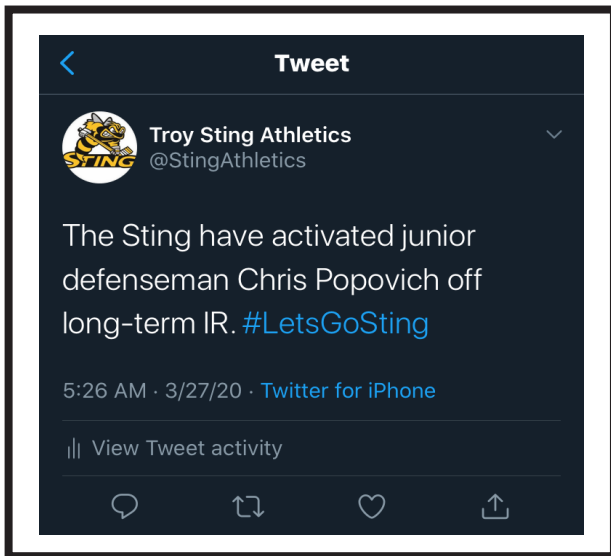 Tweet
STING
Troy Sting Athletics
@StingAthletics
The Sting have activated junior
defenseman Chris Popovich off
long-term IR. #LetsGoSting
5:26 AM · 3/27/20 · Twitter for iPhone
View Tweet activity